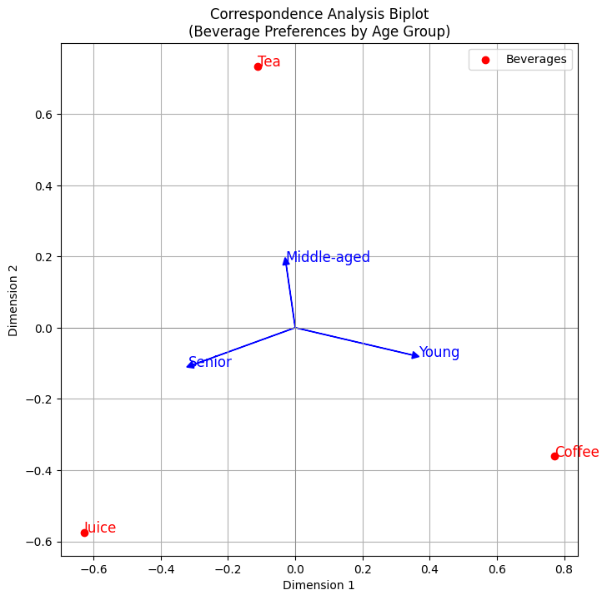 Correspondence Analysis Biplot
(Beverage Preferences by Age Group)
Tea
Beverages
Middle-aged
Young
Senior
Coffee
Juice
0.6
0.4
0.2
0.0
−0.2
−0.4
−0.6
Dimension 2
−0.6
−0.4
−0.2
0.0
0.2
0.4
0.6
0.8
Dimension 1